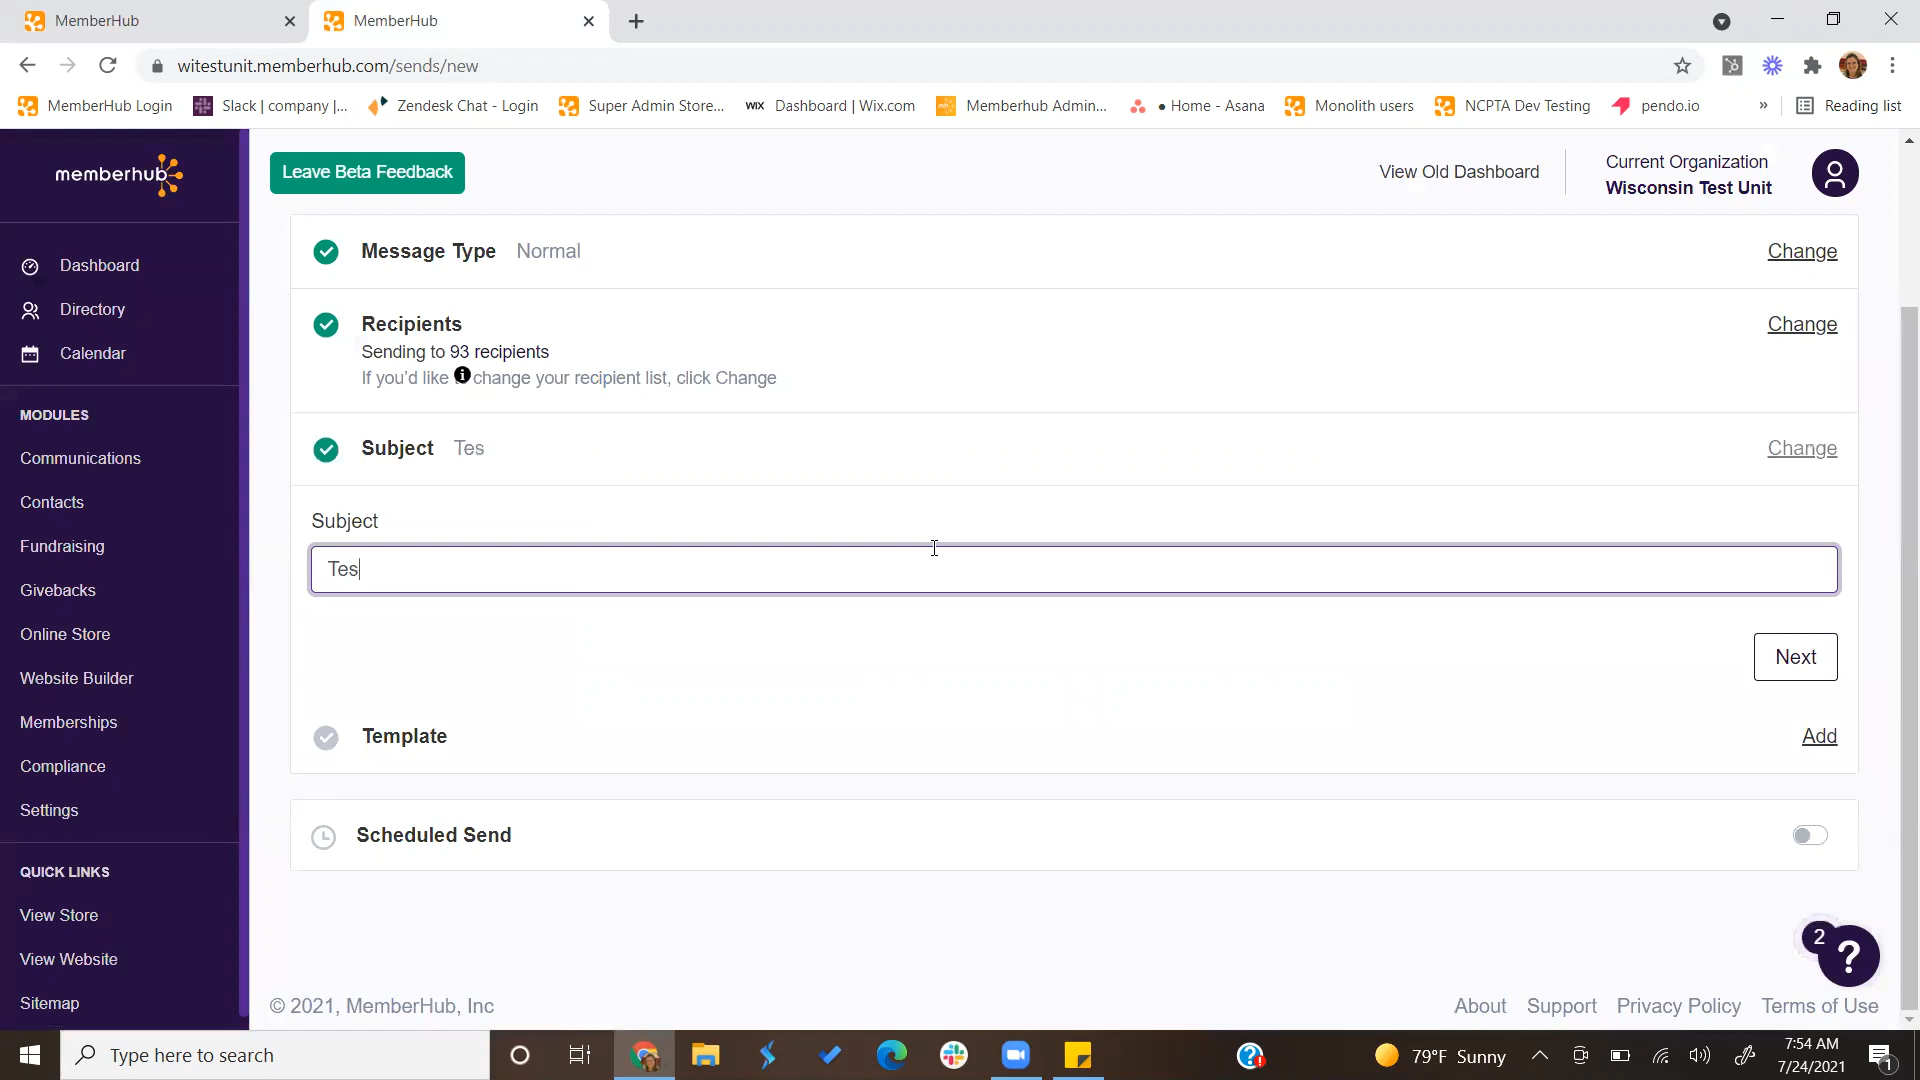 MemberHub
MemberHub
witestunit.memberhub.com/sends/new
MemberHub Login
Slack | company |...
Zendesk Chat - Login
Super Admin Store...
WIX Dashboard | Wix.com
Memberhub Admin...
● Home - Asana
Monolith users
NCPTA Dev Testing
pendo.io
»
Reading list
memberhub
Dashboard
Directory
Calendar
MODULES
Communications
Contacts
Fundraising
Givebacks
Online Store
Website Builder
Memberships
Compliance
Settings
QUICK LINKS
View Store
View Website
Sitemap
Leave Beta Feedback
View Old Dashboard
Current Organization
Wisconsin Test Unit
Message Type Normal
Change
Recipients
Change
Sending to 93 recipients
If you'd like change your recipient list, click Change
Subject Tes
Change
Subject
Tes
Next
Template
Add
Scheduled Send
2
?
© 2021, MemberHub, Inc
About Support Privacy Policy Terms of Use
Type here to search
79°F Sunny
7:54 AM
7/24/2021
1